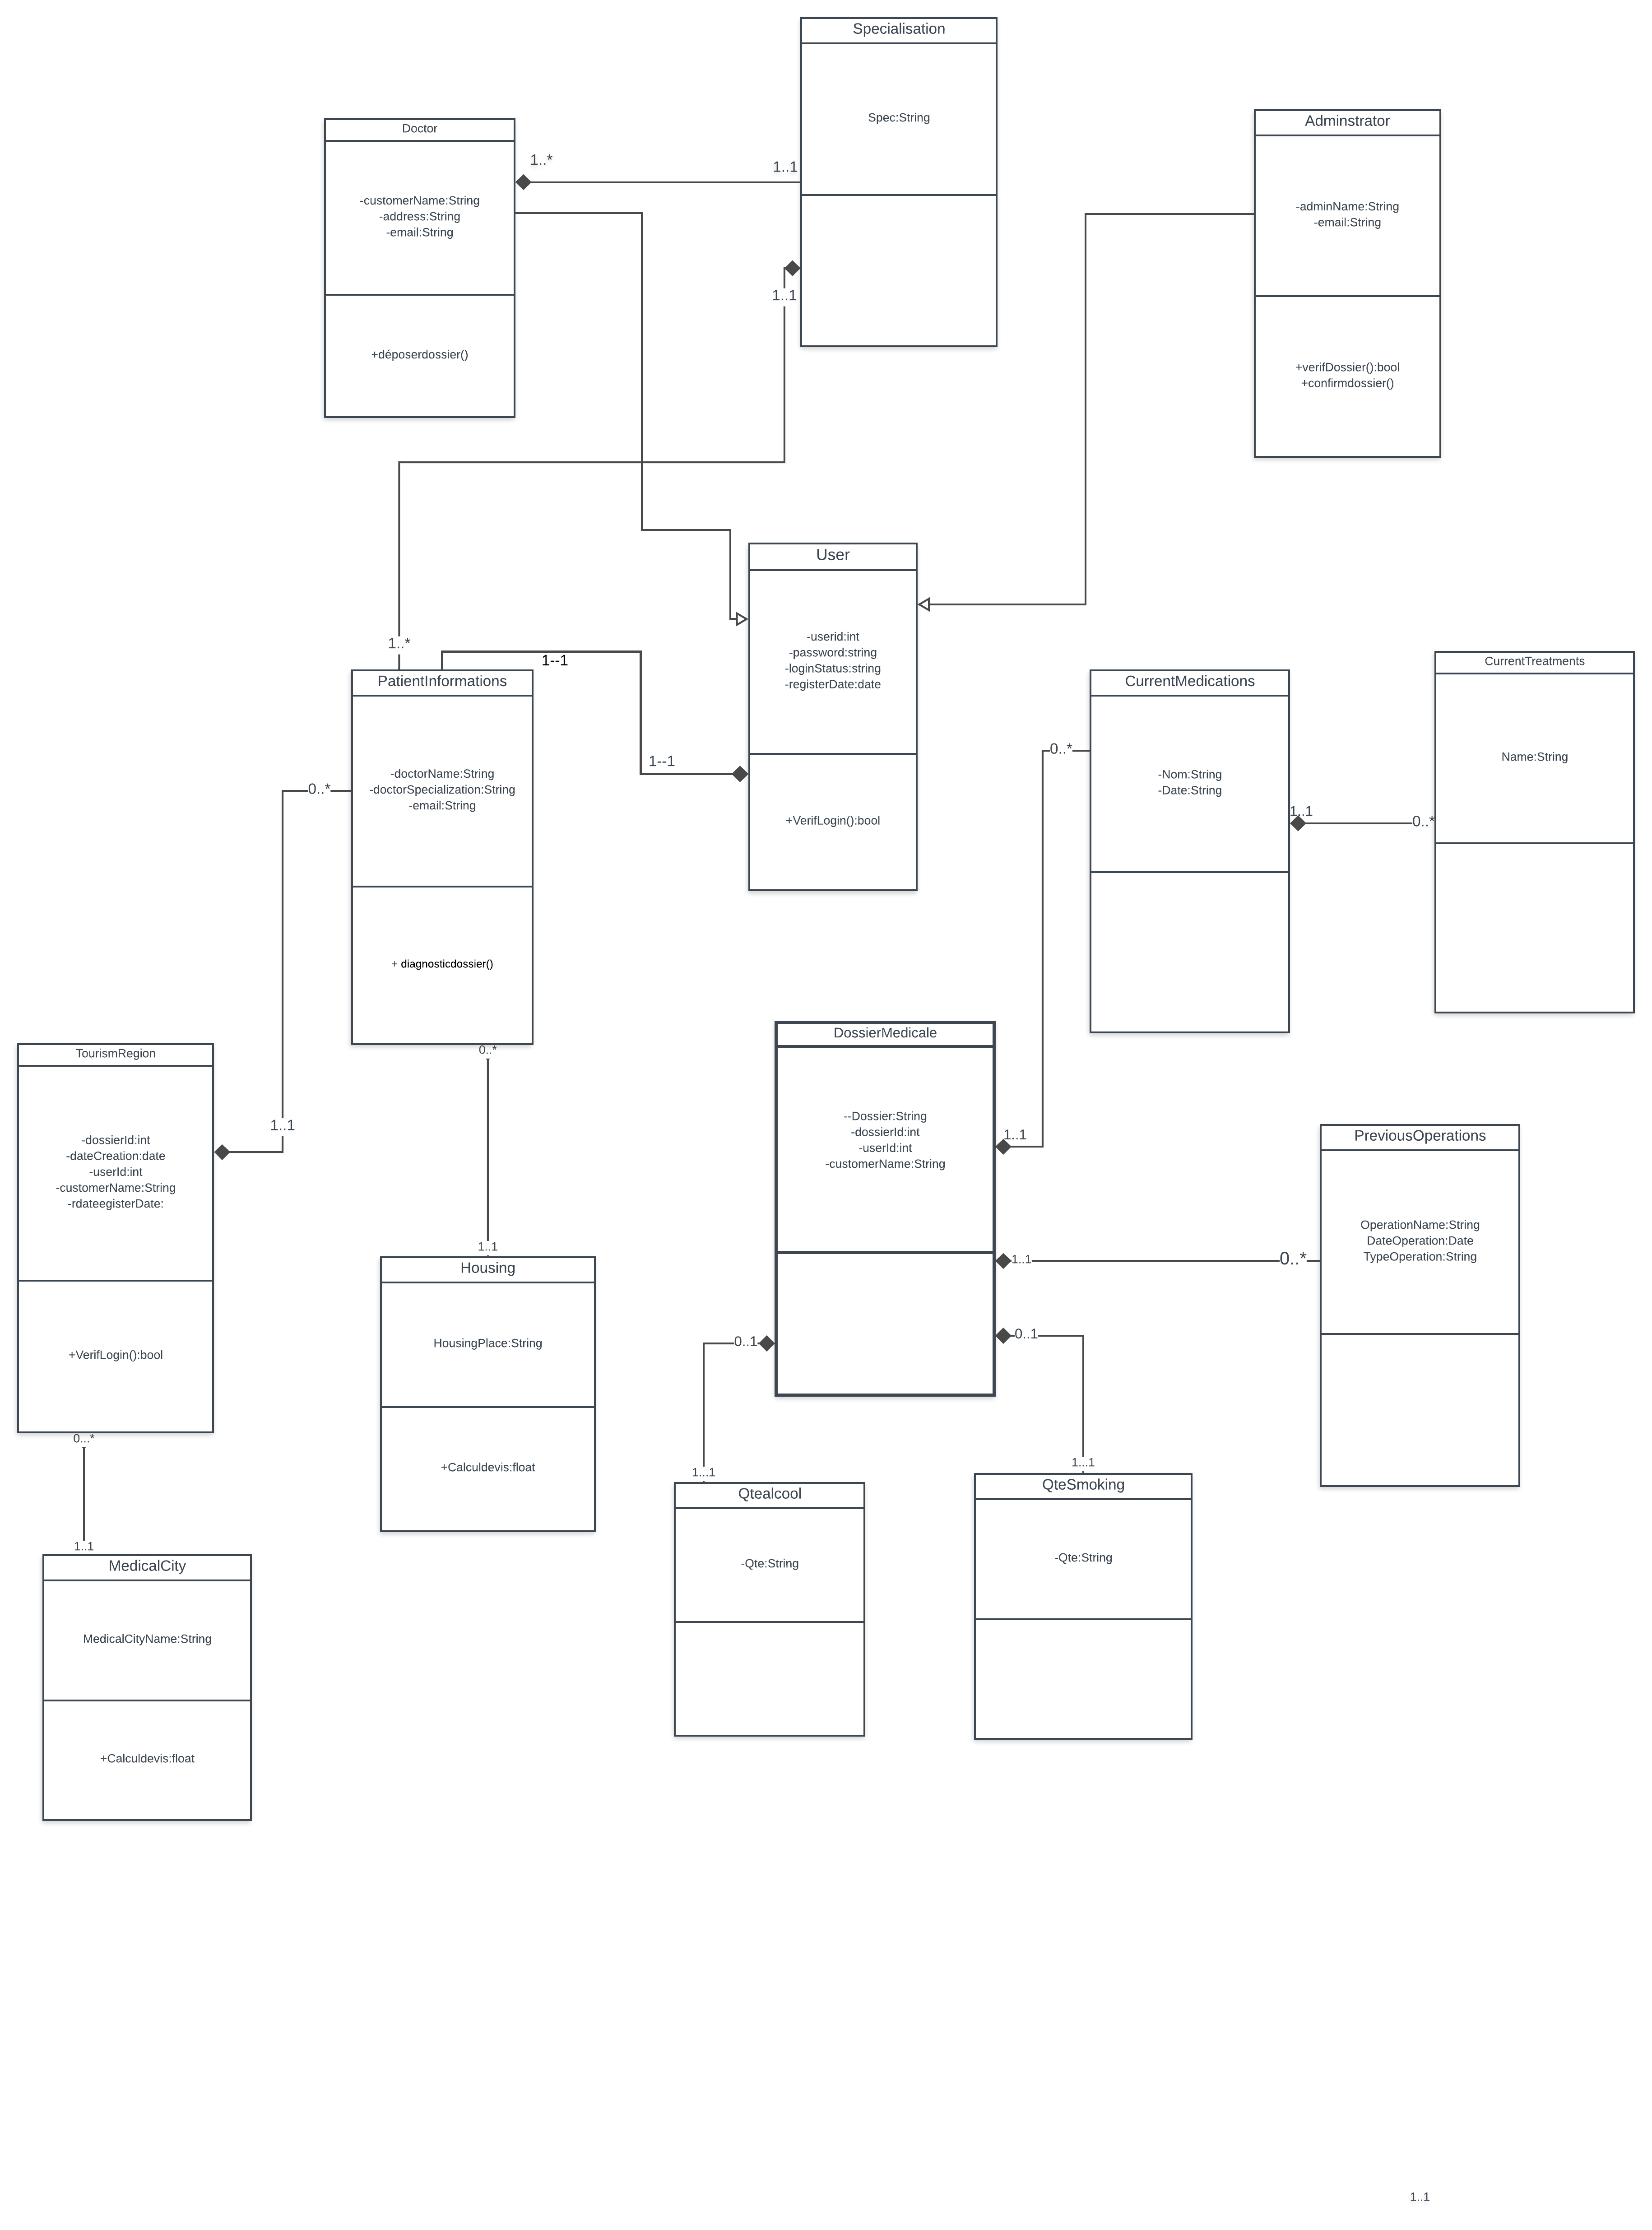 Specialisation
Spec:String
Doctor
-customerName:String
-address:String
-email:String
+déposerdossier()
1..*
1..1
1..1
Adminstrator
-adminName:String
-email:String
+verifDossier():bool
+confirmdossier()
User
-userid:int
-password:string
-loginStatus:string
-registerDate:date
+VerifLogin():bool
1..*
1--1
1--1
PatientInformations
-doctorName:String
-doctorSpecialization:String
-email:String
+ diagnosticdossier()
0..*
1..1
0..*
1..1
CurrentMedications
-Nom:String
-Date:String
0..*
1..1
0..*
CurrentTreatments
Name:String
TourismRegion
-dossierId:int
-dateCreation:date
-userId:int
-customerName:String
-rdateegisterDate:
+VerifLogin():bool
0...*
1..1
Housing
HousingPlace:String
+Calculdevis:float
DossierMedicale
--Dossier:String
-dossierId:int
-userId:int
-customerName:String
1..1
1..1
0..*
0..1
0..1
1...1
1...1
PreviousOperations
OperationName:String
DateOperation:Date
TypeOperation:String
Qtealcool
-Qte:String
QteSmoking
-Qte:String
MedicalCity
MedicalCityName:String
+Calculdevis:float
1..1